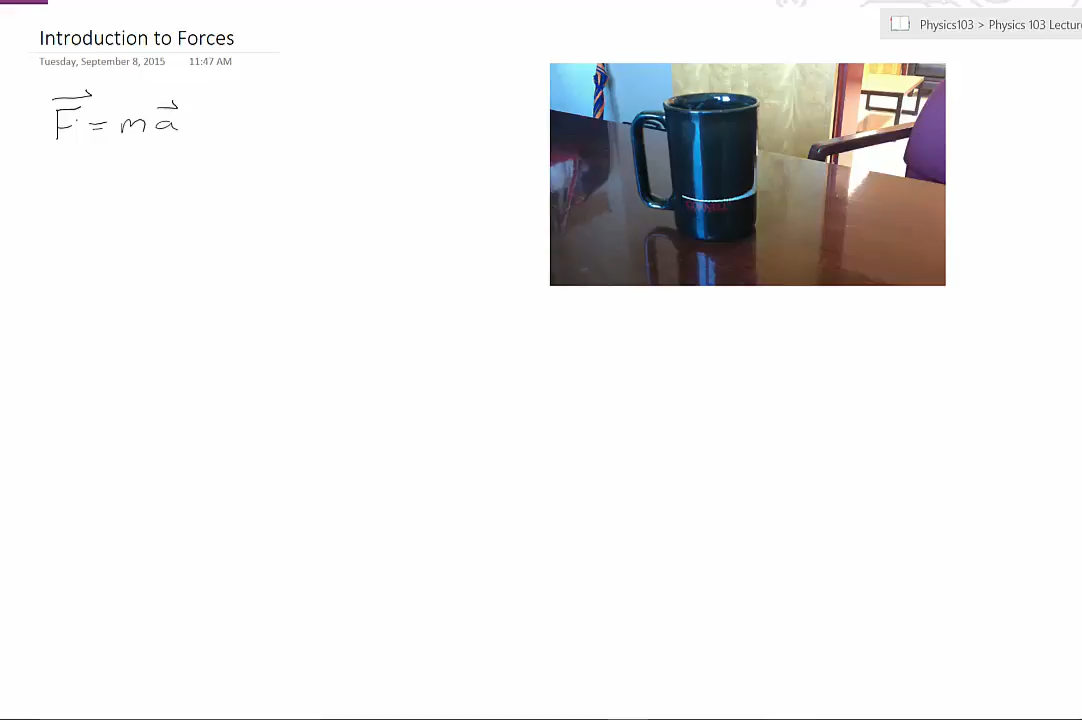 Introduction to Forces
Tuesday, September 8, 2015 11:47 AM
F⃗ = ma⃗
Physics103 > Physics 103 Lectur